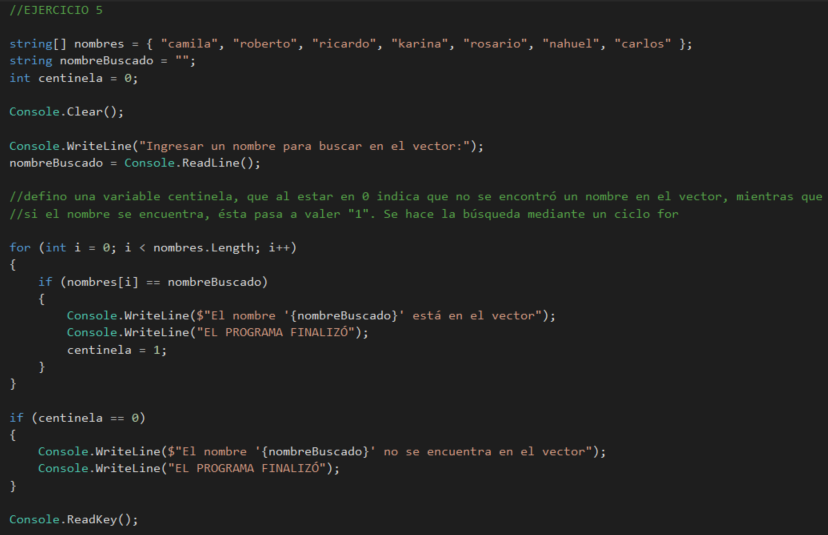 //EJERCICIO 5
string[] nombres = { "camila", "roberto", "ricardo", "karina", "rosario", "nahuel", "carlos" };
string nombreBuscado = "";
int centinela = 0;
Console.Clear();
Console.WriteLine("Ingresar un nombre para buscar en el vector:");
nombreBuscado = Console.ReadLine();
//defino una variable centinela, que al estar en 0 indica que no se encontró un nombre en el vector, mientras que
//si el nombre se encuentra, ésta pasa a valer "1". Se hace la búsqueda mediante un ciclo for
for (int i = 0; i < nombres.Length; i++)
{
    if (nombres[i] == nombreBuscado)
    {
        Console.WriteLine($"El nombre '{nombreBuscado}' está en el vector");
        Console.WriteLine("EL PROGRAMA FINALIZÓ");
        centinela = 1;
    }
}
if (centinela == 0)
{
    Console.WriteLine($"El nombre '{nombreBuscado}' no se encuentra en el vector");
    Console.WriteLine("EL PROGRAMA FINALIZÓ");
}
Console.ReadKey();